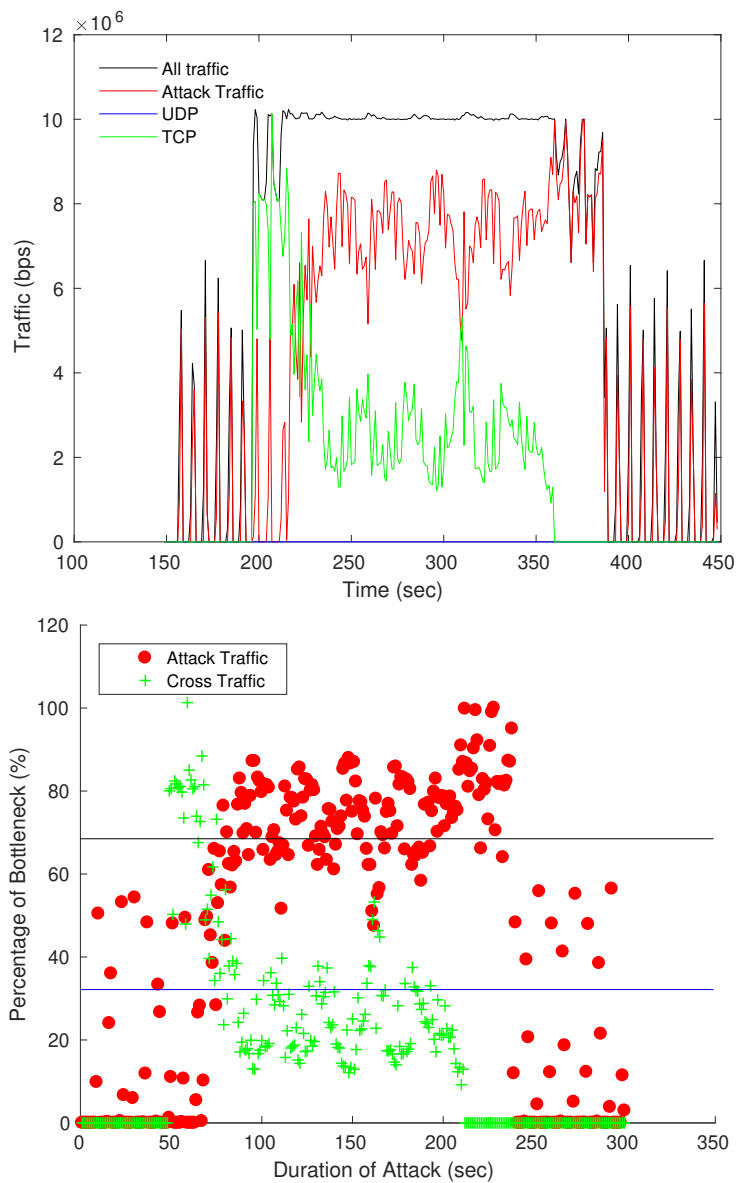 × 10^6
12
All traffic
Attack Traffic
UDP
TCP
10
8
6
4
2
0
Traffic (bps)
100 150 200 250 300 350 400 450
Time (sec)
120
Attack Traffic
Cross Traffic
100
80
60
40
20
0
Percentage of Bottleneck (%)
0 50 100 150 200 250 300 350
Duration of Attack (sec)